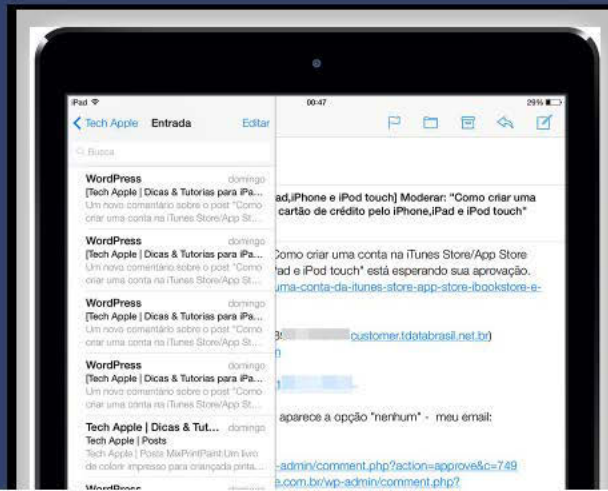 iPad
00:47
29%
Tech Apple
Entrada
Editar
Busca
WordPress domingo
[Tech Apple | Dicas & Tutorias para iPa...
Um novo comentário sobre o post "Como
criar uma conta na iTunes Store/App St...
WordPress domingo
[Tech Apple | Dicas & Tutorias para iPa...
Um novo comentário sobre o post "Como
criar uma conta na iTunes Store/App St...
WordPress domingo
[Tech Apple | Dicas & Tutorias para iPa...
Um novo comentário sobre o post "Como
criar uma conta na iTunes Store/App St...
WordPress domingo
[Tech Apple | Dicas & Tutorias para iPa...
Um novo comentário sobre o post "Como
criar uma conta na iTunes Store/App St...
Tech Apple | Dicas & Tut... domingo
Tech Apple | Posts
Tech Apple | Posts MixPrintPaint:Um livro
de colorir impresso para criançada pinta...
WordPress domingo
ad,iPhone e iPod touch] Moderar: "Como criar uma
cartão de crédito pelo iPhone,iPad e iPod touch"
Como criar uma conta na iTunes Store/App Store
Pad e iPod touch" está esperando sua aprovação.
uma-conta-da-itunes-store-app-store-ibookstore-e-
customer.tdatabrasil.net.br)
aparece a opção "nenhum" - meu email:
-admin/comment.php?action=approve&c=749
e.com.br/wp-admin/comment.php?